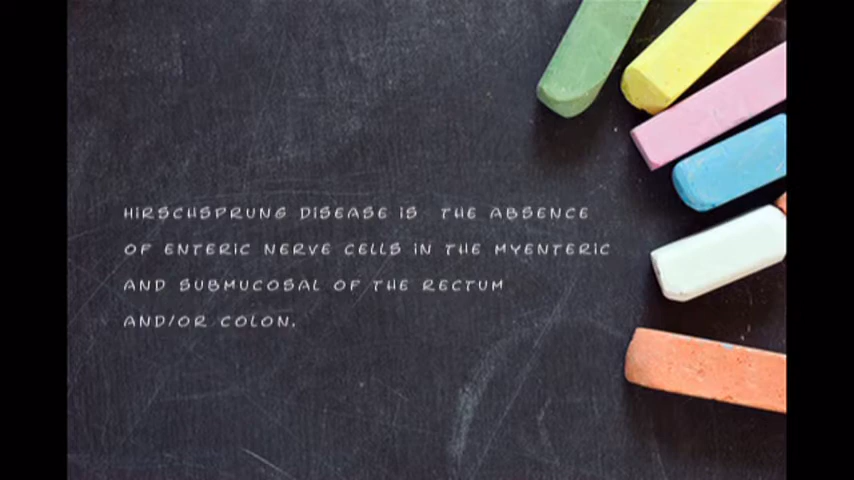 HIRSCHSPRUNG DISEASE IS THE ABSENCE
OF ENTERIC NERVE CELLS IN THE MYENTERIC
AND SUBMUCOSAL OF THE RECTUM
AND/OR COLON.